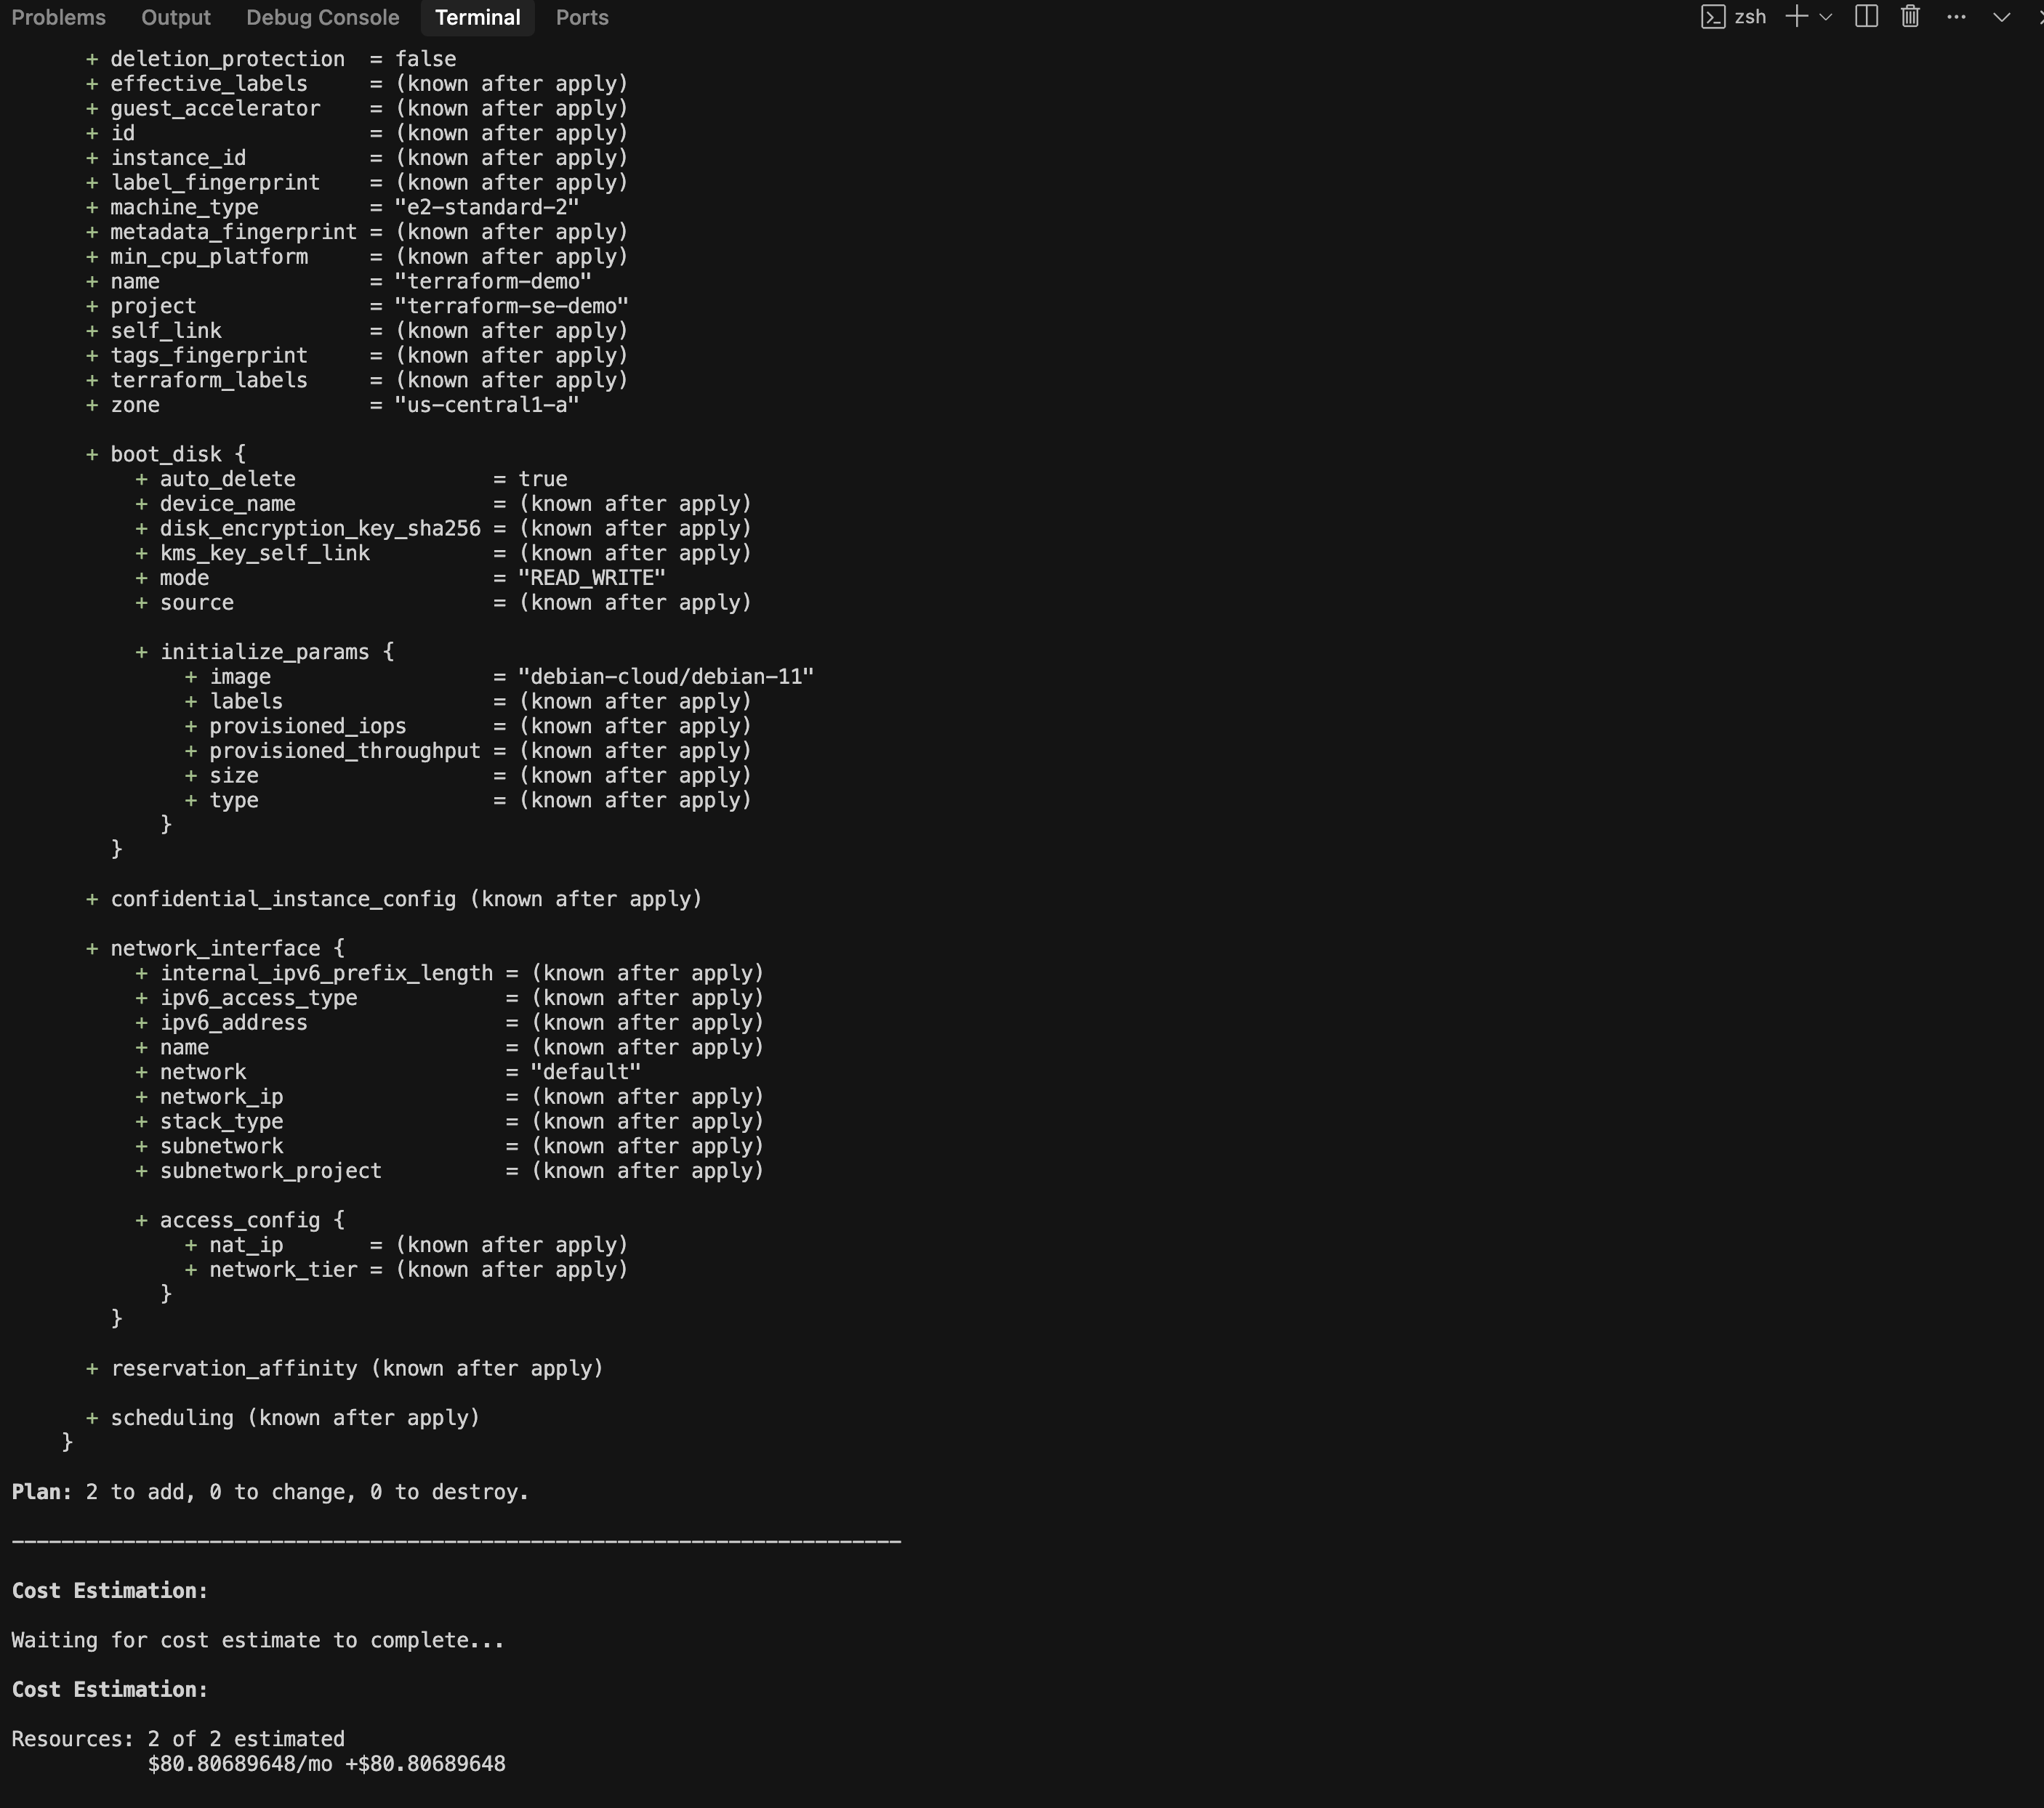 Problems Output Debug Console Terminal Ports zsh
+ deletion_protection  = false
+ effective_labels     = (known after apply)
+ guest_accelerator    = (known after apply)
+ id                   = (known after apply)
+ instance_id          = (known after apply)
+ label_fingerprint    = (known after apply)
+ machine_type         = "e2-standard-2"
+ metadata_fingerprint = (known after apply)
+ min_cpu_platform     = (known after apply)
+ name                 = "terraform-demo"
+ project              = "terraform-se-demo"
+ self_link            = (known after apply)
+ tags_fingerprint     = (known after apply)
+ terraform_labels     = (known after apply)
+ zone                 = "us-central1-a"
+ boot_disk {
+ auto_delete                = true
+ device_name                = (known after apply)
+ disk_encryption_key_sha256 = (known after apply)
+ kms_key_self_link          = (known after apply)
+ mode                       = "READ_WRITE"
+ source                     = (known after apply)
+ initialize_params {
+ image                  = "debian-cloud/debian-11"
+ labels                 = (known after apply)
+ provisioned_iops       = (known after apply)
+ provisioned_throughput = (known after apply)
+ size                   = (known after apply)
+ type                   = (known after apply)
}
}
+ confidential_instance_config (known after apply)
+ network_interface {
+ internal_ipv6_prefix_length = (known after apply)
+ ipv6_access_type            = (known after apply)
+ ipv6_address                = (known after apply)
+ name                        = (known after apply)
+ network                     = "default"
+ network_ip                  = (known after apply)
+ stack_type                  = (known after apply)
+ subnetwork                  = (known after apply)
+ subnetwork_project          = (known after apply)
+ access_config {
+ nat_ip       = (known after apply)
+ network_tier = (known after apply)
}
}
+ reservation_affinity (known after apply)
+ scheduling (known after apply)
}
Plan: 2 to add, 0 to change, 0 to destroy.
------------------------------------------------------------------------
Cost Estimation:
Waiting for cost estimate to complete...
Cost Estimation:
Resources: 2 of 2 estimated
$80.80689648/mo +$80.80689648